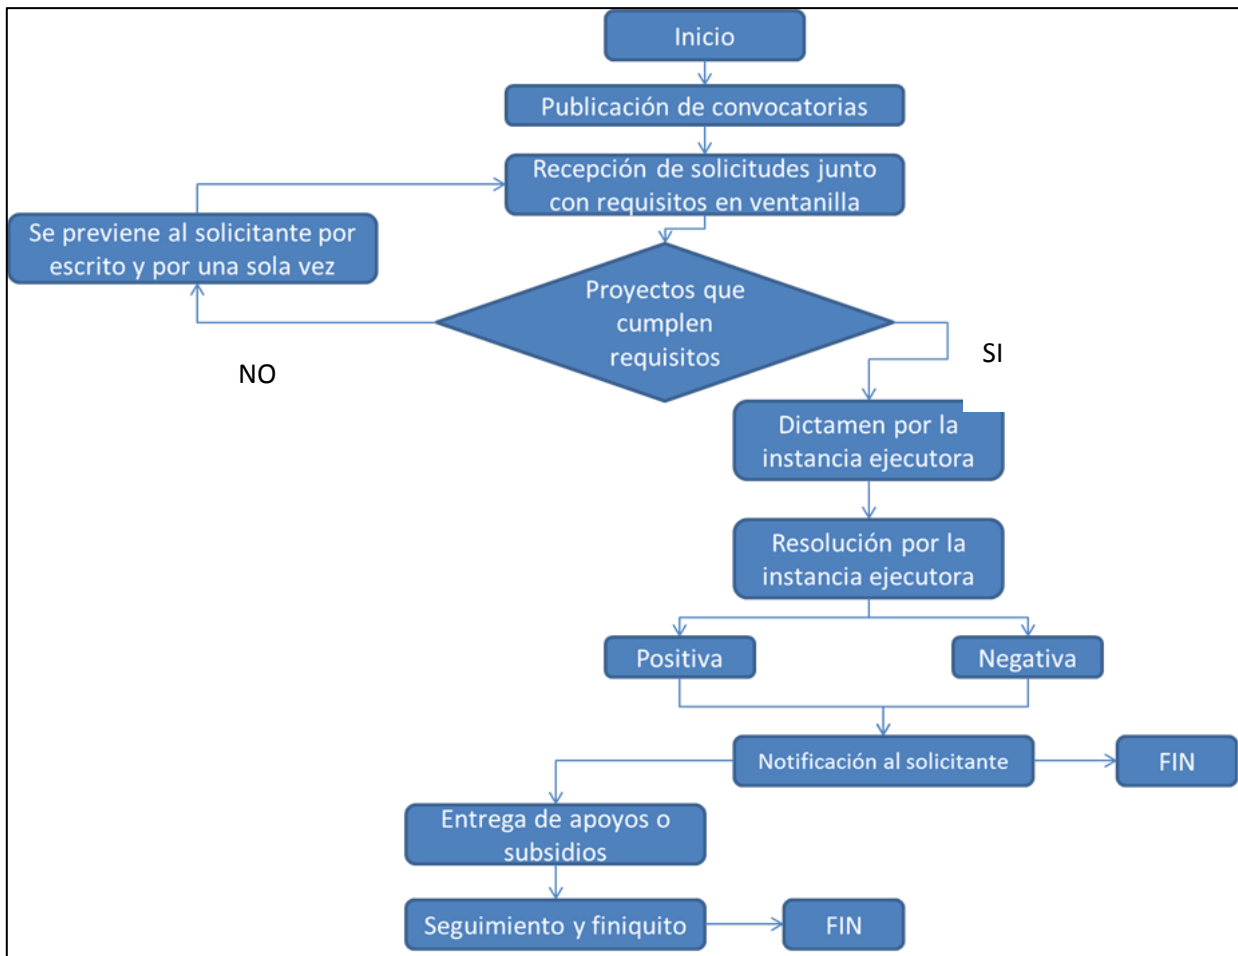 Inicio
Publicación de convocatorias
Recepción de solicitudes junto
con requisitos en ventanilla
Se previene al solicitante por
escrito y por una sola vez
Proyectos que
cumplen
requisitos
NO
SI
Dictamen por la
instancia ejecutora
Resolución por la
instancia ejecutora
Positiva
Negativa
Notificación al solicitante
FIN
Entrega de apoyos o
subsidios
Seguimiento y finiquito
FIN